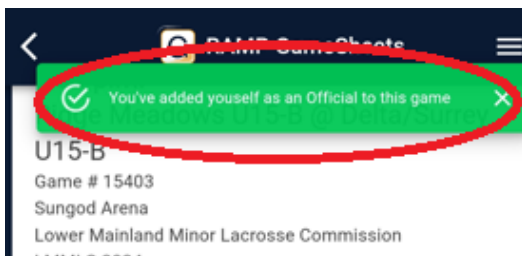 RAMP GameSheets
You've added youself as an Official to this game
Meadows U15-B @ Delta/Surrey
U15-B
Game # 15403
Sungod Arena
Lower Mainland Minor Lacrosse Commission